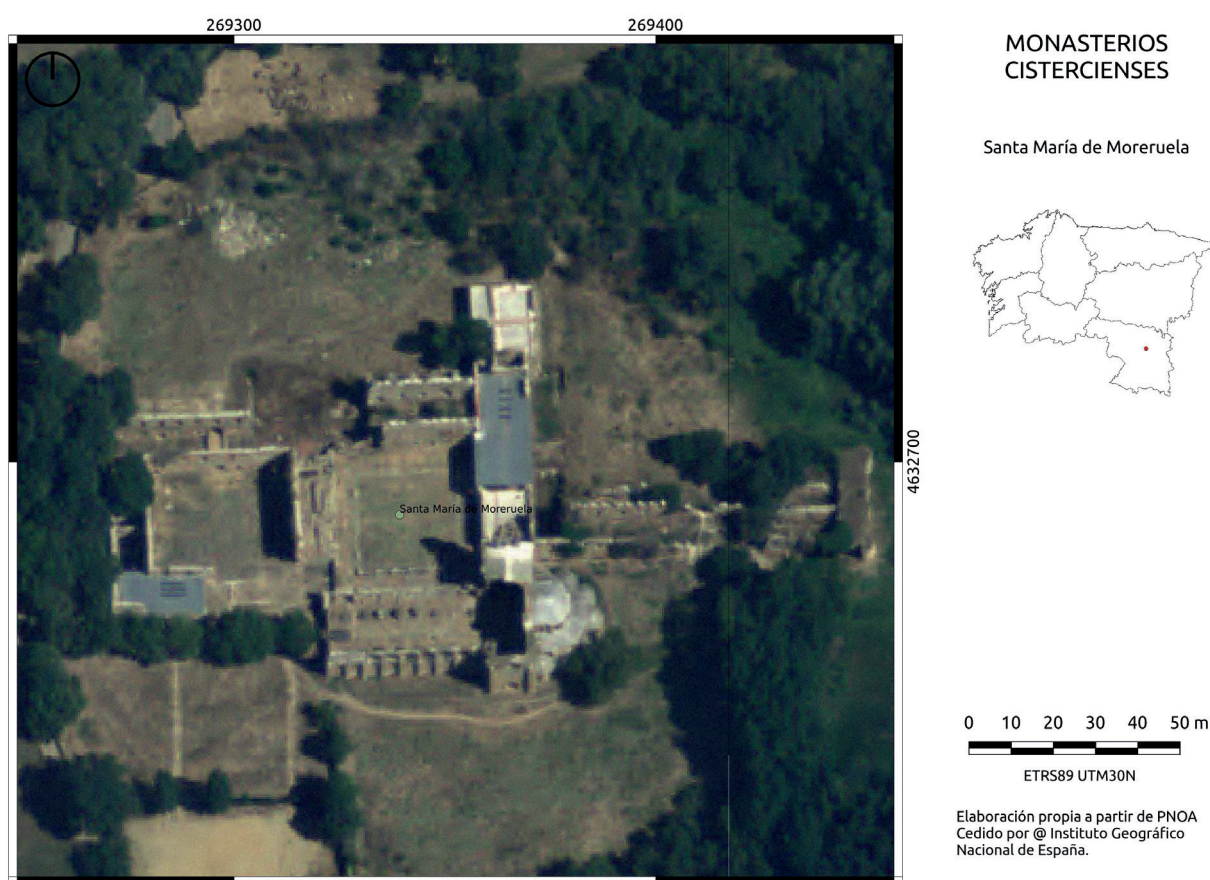 269300
269400
MONASTERIOS
CISTERCIENSES
Santa María de Moreruela
4632700
Santa María de Moreruela
0 10 20 30 40 50 m
ETRS89 UTM30N
Elaboración propia a partir de PNOA
Cedido por @ Instituto Geográfico
Nacional de España.